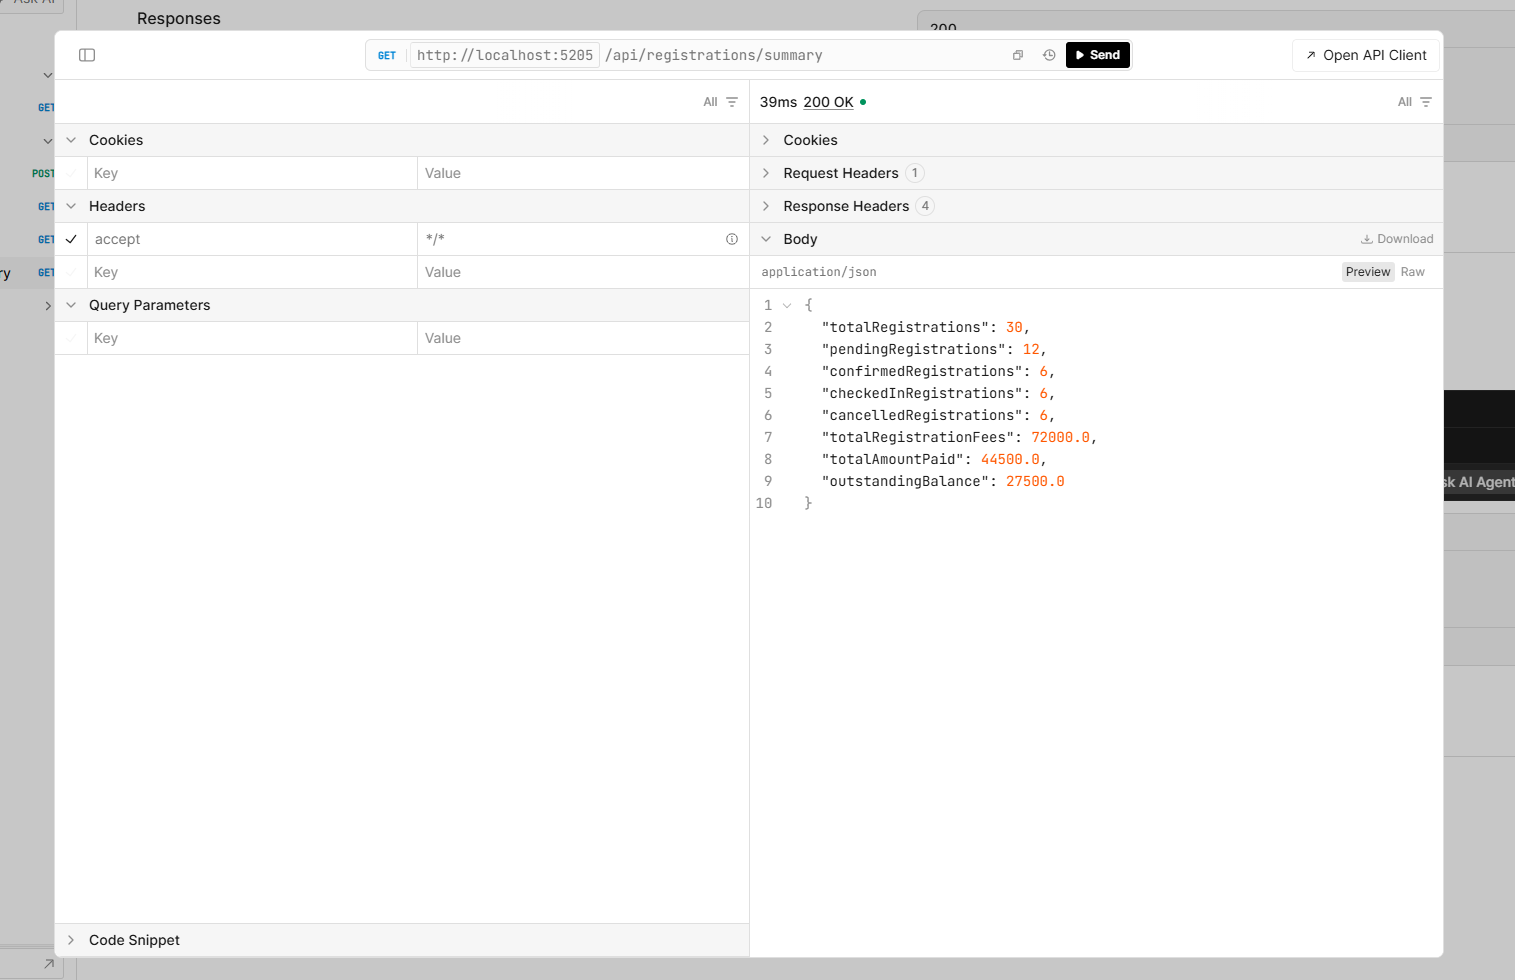 Responses
200
GET http://localhost:5205 /api/registrations/summary
Send
Open API Client
All
39ms 200 OK
All
GET
POST
GET
GET
ry GET
Cookies
Key Value
Headers
accept */*
Key Value
Query Parameters
Key Value
Code Snippet
Cookies
Request Headers 1
Response Headers 4
Body
Download
application/json
Preview Raw
1 {
2 "totalRegistrations": 30,
3 "pendingRegistrations": 12,
4 "confirmedRegistrations": 6,
5 "checkedInRegistrations": 6,
6 "cancelledRegistrations": 6,
7 "totalRegistrationFees": 72000.0,
8 "totalAmountPaid": 44500.0,
9 "outstandingBalance": 27500.0
10 }
sk AI Agent